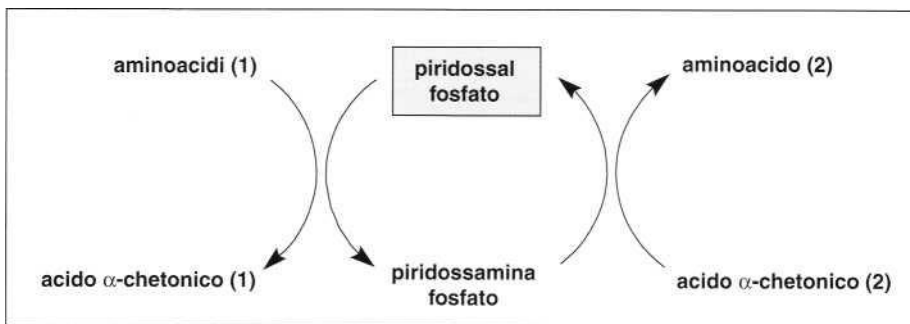 aminoacidi (1)
piridossal
fosfato
aminoacido (2)
acido α-chetonico (1)
piridossamina
fosfato
acido α-chetonico (2)